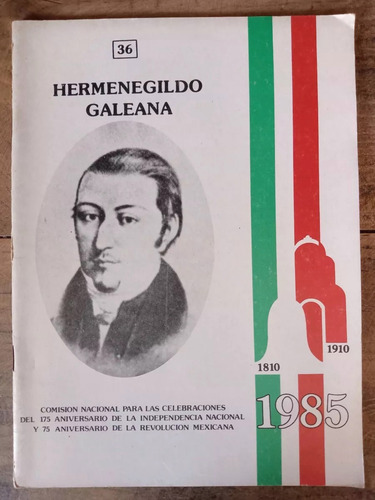 36
HERMENEGILDO
GALEANA
1910
1810
1985
COMISION NACIONAL PARA LAS CELEBRACIONES
DEL 175 ANIVERSARIO DE LA INDEPENDENCIA NACIONAL
Y 75 ANIVERSARIO DE LA REVOLUCION MEXICANA